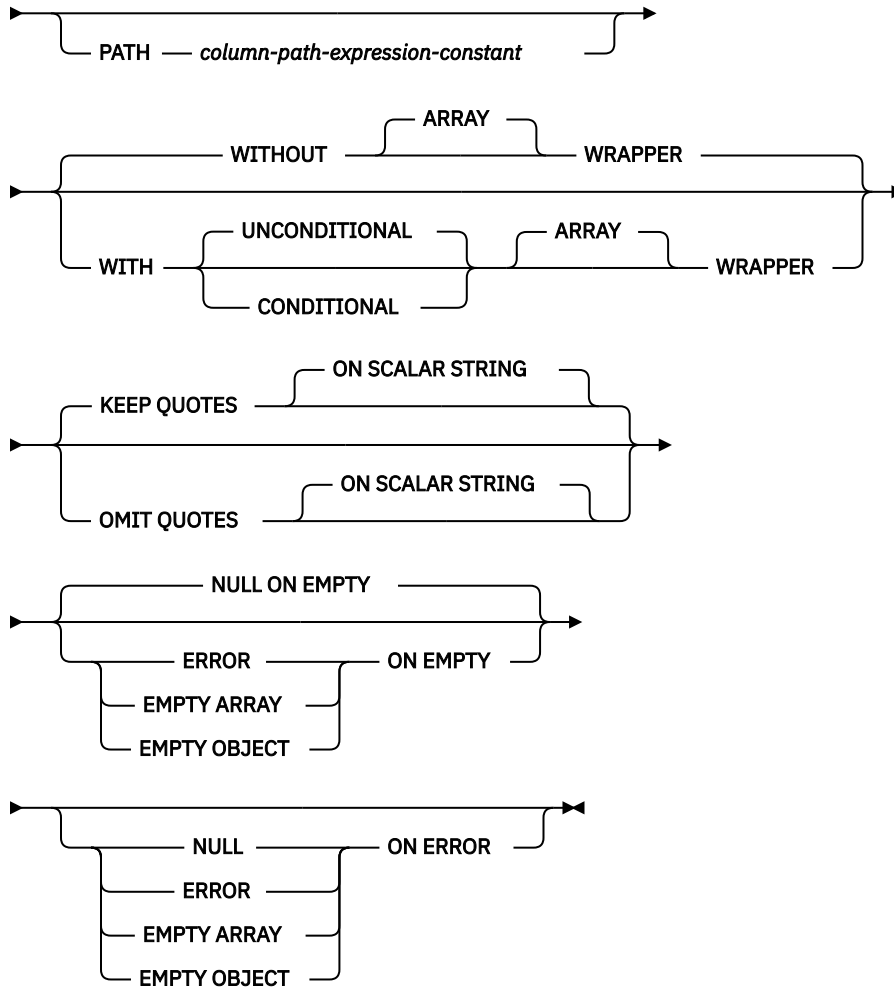 PATH column-path-expression-constant
ARRAY
WITHOUT WRAPPER
UNCONDITIONAL ARRAY
WITH WRAPPER
CONDITIONAL
ON SCALAR STRING
KEEP QUOTES
ON SCALAR STRING
OMIT QUOTES
NULL ON EMPTY
ERROR ON EMPTY
EMPTY ARRAY
EMPTY OBJECT
NULL ON ERROR
ERROR
EMPTY ARRAY
EMPTY OBJECT